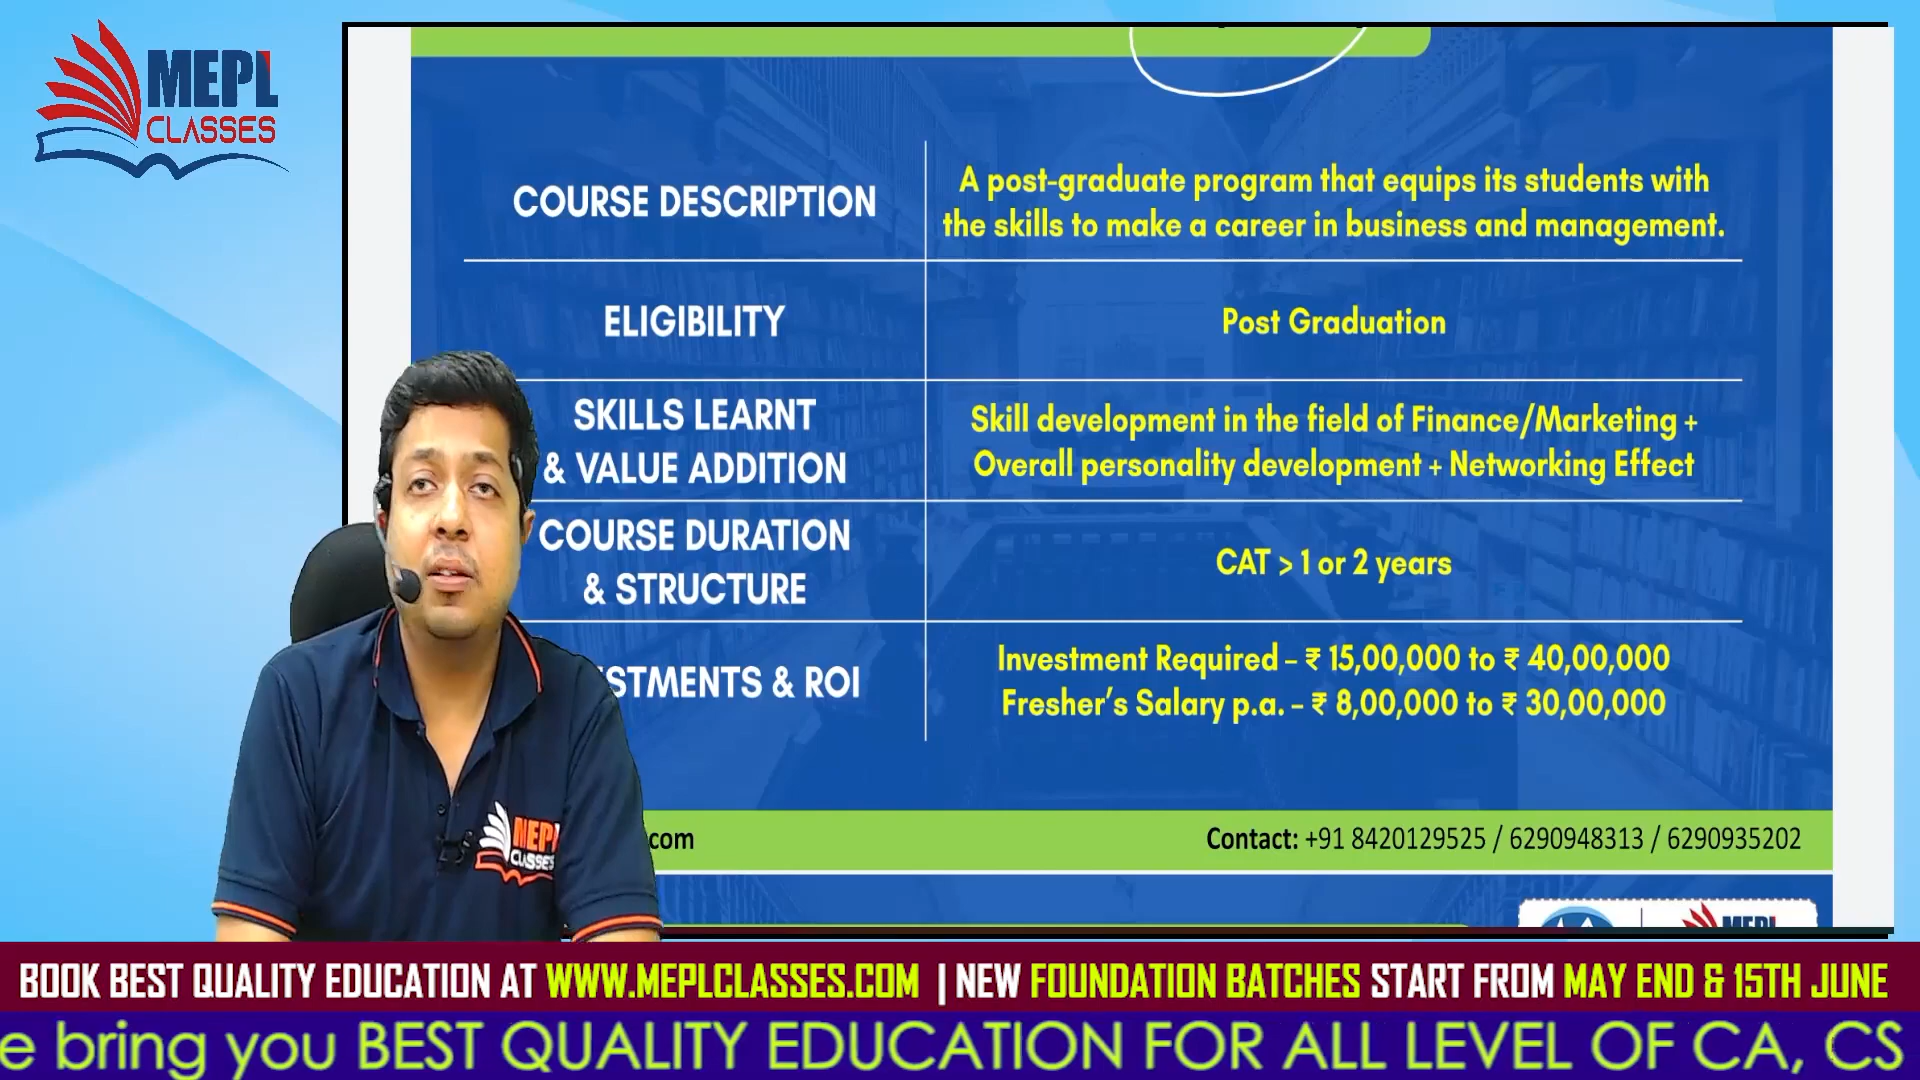 MEPL
CLASSES
COURSE DESCRIPTION
A post-graduate program that equips its students with
the skills to make a career in business and management.
ELIGIBILITY
Post Graduation
SKILLS LEARNT
& VALUE ADDITION
Skill development in the field of Finance/Marketing +
Overall personality development + Networking Effect
COURSE DURATION
& STRUCTURE
CAT > 1 or 2 years
STMENTS & ROI
Investment Required – ₹ 15,00,000 to ₹ 40,00,000
Fresher's Salary p.a. – ₹ 8,00,000 to ₹ 30,00,000
.com
Contact: +91 8420129525 / 6290948313 / 6290935202
MEPL
CLASSES
MEPL
BOOK BEST QUALITY EDUCATION AT WWW.MEPLCLASSES.COM | NEW FOUNDATION BATCHES START FROM MAY END & 15TH JUNE
e bring you BEST QUALITY EDUCATION FOR ALL LEVEL OF CA, CS